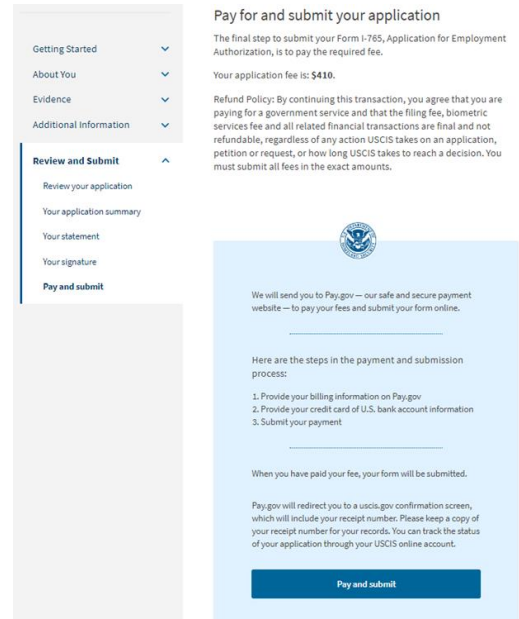 Getting Started
About You
Evidence
Additional Information
Review and Submit
Review your application
Your application summary
Your statement
Your signature
Pay and submit
Pay for and submit your application
The final step to submit your Form I-765, Application for Employment
Authorization, is to pay the required fee.
Your application fee is: $410.
Refund Policy: By continuing this transaction, you agree that you are
paying for a government service and that the filing fee, biometric
services fee and all related financial transactions are final and not
refundable, regardless of any action USCIS takes on an application,
petition or request, or how long USCIS takes to reach a decision. You
must submit all fees in the exact amounts.
We will send you to Pay.gov — our safe and secure payment
website — to pay your fees and submit your form online.
Here are the steps in the payment and submission
process:
1. Provide your billing information on Pay.gov
2. Provide your credit card of U.S. bank account information
3. Submit your payment
When you have paid your fee, your form will be submitted.
Pay.gov will redirect you to a uscis.gov confirmation screen,
which will include your receipt number. Please keep a copy of
your receipt number for your records. You can track the status
of your application through your USCIS online account.
Pay and submit